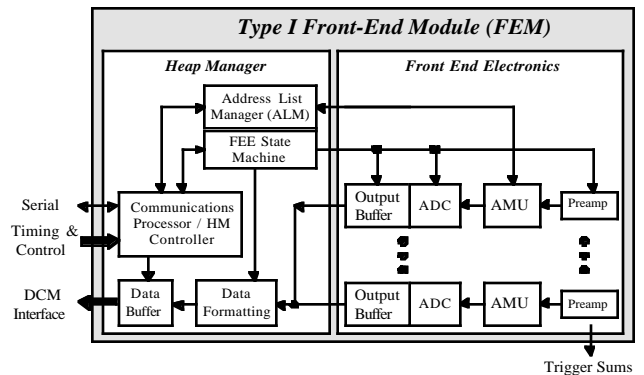 Type I Front-End Module (FEM)
Heap Manager
Front End Electronics
Address List
Manager (ALM)
FEE State
Machine
Serial
Timing &
Control
Communications
Processor / HM
Controller
Output
Buffer
ADC
AMU
Preamp
DCM
Interface
Data
Buffer
Data
Formatting
Output
Buffer
ADC
AMU
Preamp
Trigger Sums